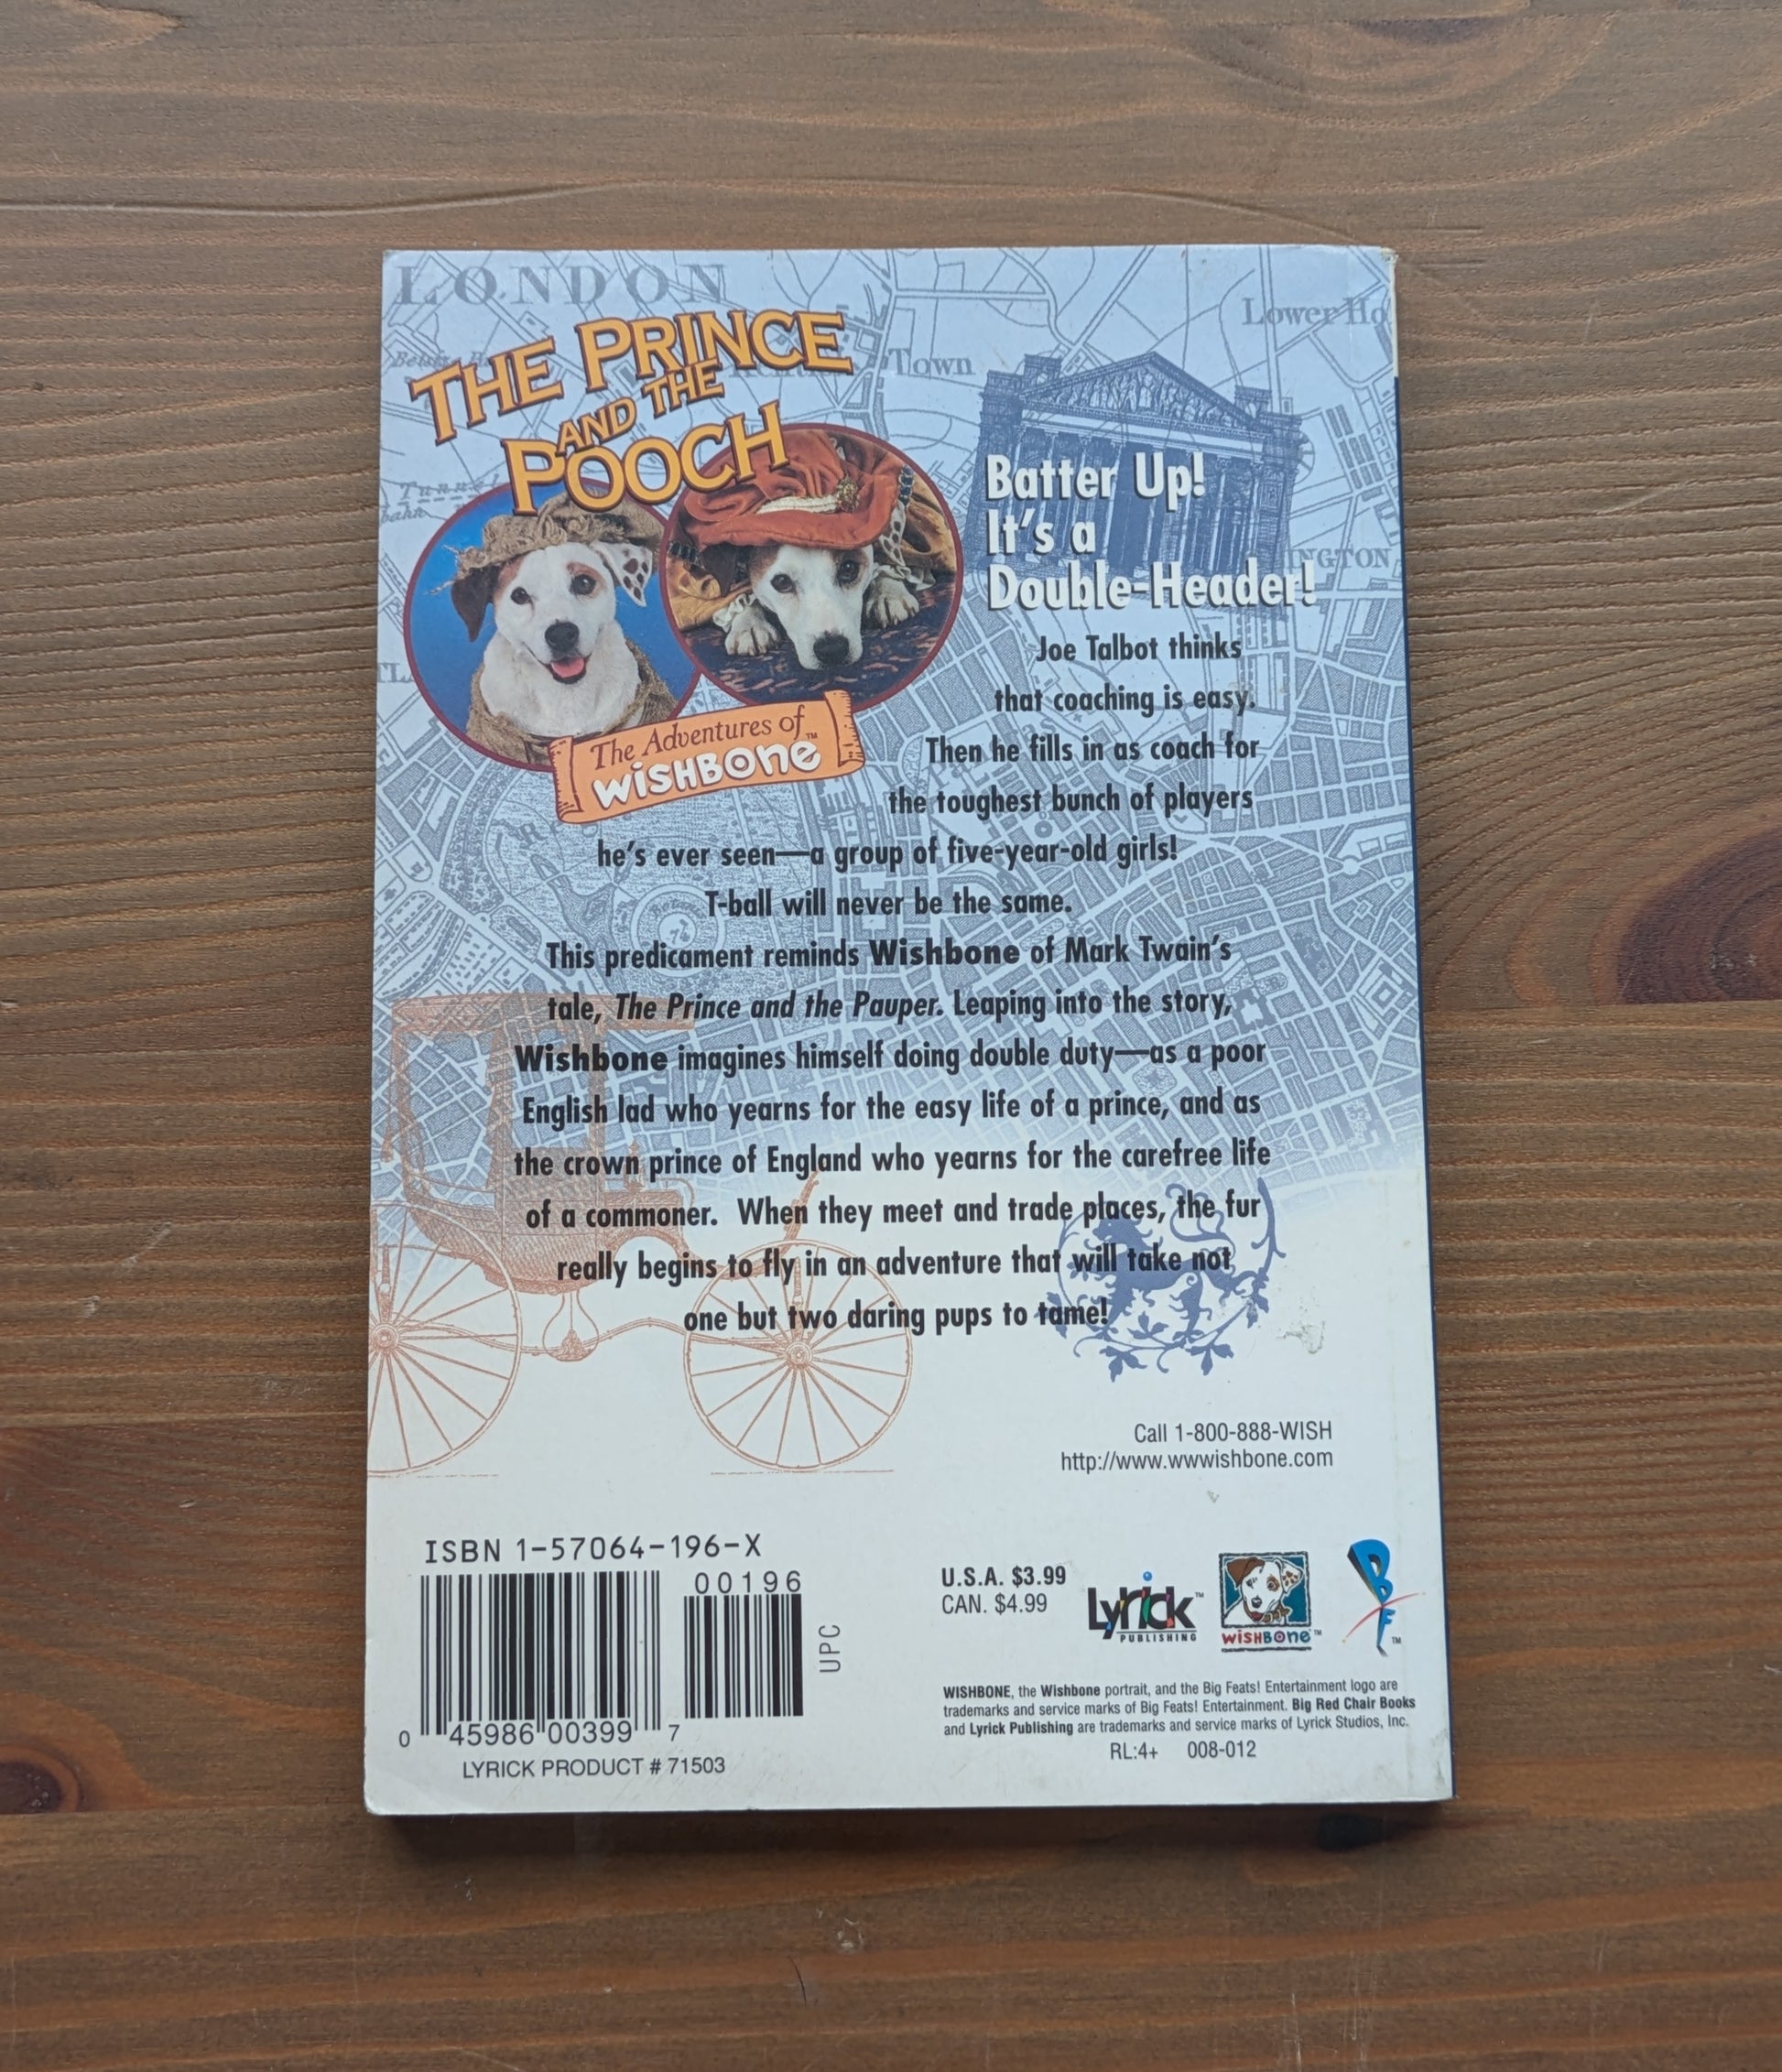 LONDON
Lower Ho
Town
THE PRINCE
AND THE
POOCH
Tunnel
NGTON
The Adventures of
WISHBONE™
Batter Up!
It's a
Double-Header!
Joe Talbot thinks
that coaching is easy.
Then he fills in as coach for
the toughest bunch of players
he's ever seen—a group of five-year-old girls!
T-ball will never be the same.
This predicament reminds Wishbone of Mark Twain's
tale, The Prince and the Pauper. Leaping into the story,
Wishbone imagines himself doing double duty—as a poor
English lad who yearns for the easy life of a prince, and as
the crown prince of England who yearns for the carefree life
of a commoner. When they meet and trade places, the fur
really begins to fly in an adventure that will take not
one but two daring pups to tame!
Call 1-800-888-WISH
http://www.wwwishbone.com
ISBN 1-57064-196-X
00196
UPC
0 45986 00399 7
LYRICK PRODUCT # 71503
U.S.A. $3.99
CAN. $4.99
Lyrick™
PUBLISHING
WISHBONE™
BF™
WISHBONE, the Wishbone portrait, and the Big Feats! Entertainment logo are
trademarks and service marks of Big Feats! Entertainment. Big Red Chair Books
and Lyrick Publishing are trademarks and service marks of Lyrick Studios, Inc.
RL:4+ 008-012